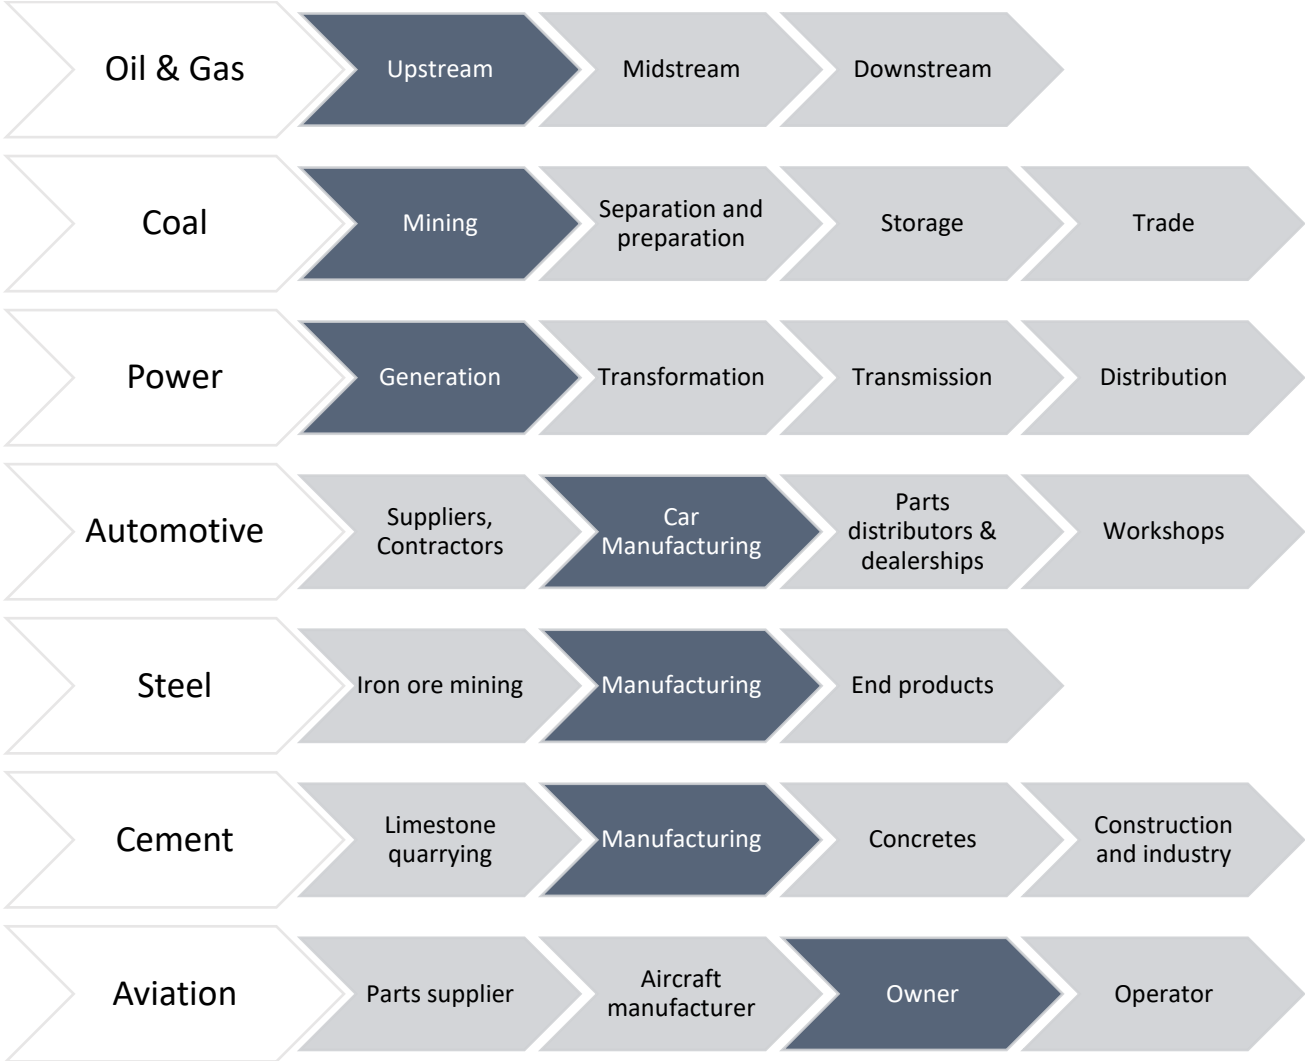 Oil & Gas
Upstream
Midstream
Downstream
Coal
Mining
Separation and
preparation
Storage
Trade
Power
Generation
Transformation
Transmission
Distribution
Automotive
Suppliers,
Contractors
Car
Manufacturing
Parts
distributors &
dealerships
Workshops
Steel
Iron ore mining
Manufacturing
End products
Cement
Limestone
quarrying
Manufacturing
Concretes
Construction
and industry
Aviation
Parts supplier
Aircraft
manufacturer
Owner
Operator